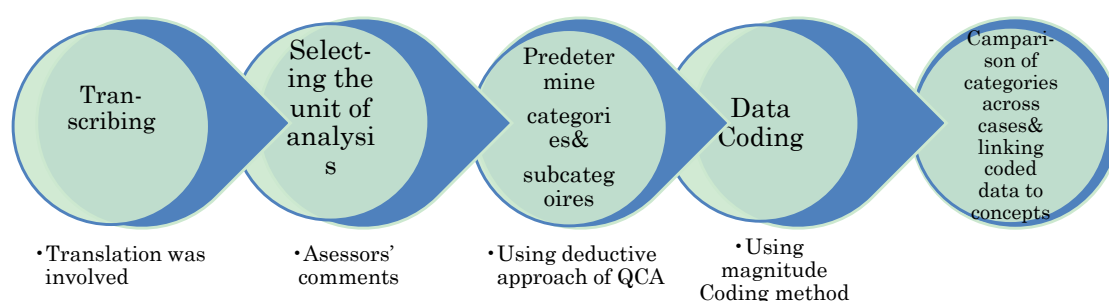 Tran-
scribing
Select-
ing the
unit of
analysi
s
Predeter
mine
categori
es&
subcateg
oires
Data
Coding
Campari-
son of
categories
across
cases&
linking
coded
data to
concepts
•Translation was
involved
•Asessors'
comments
•Using deductive
approach of QCA
•Using
magnitude
Coding method